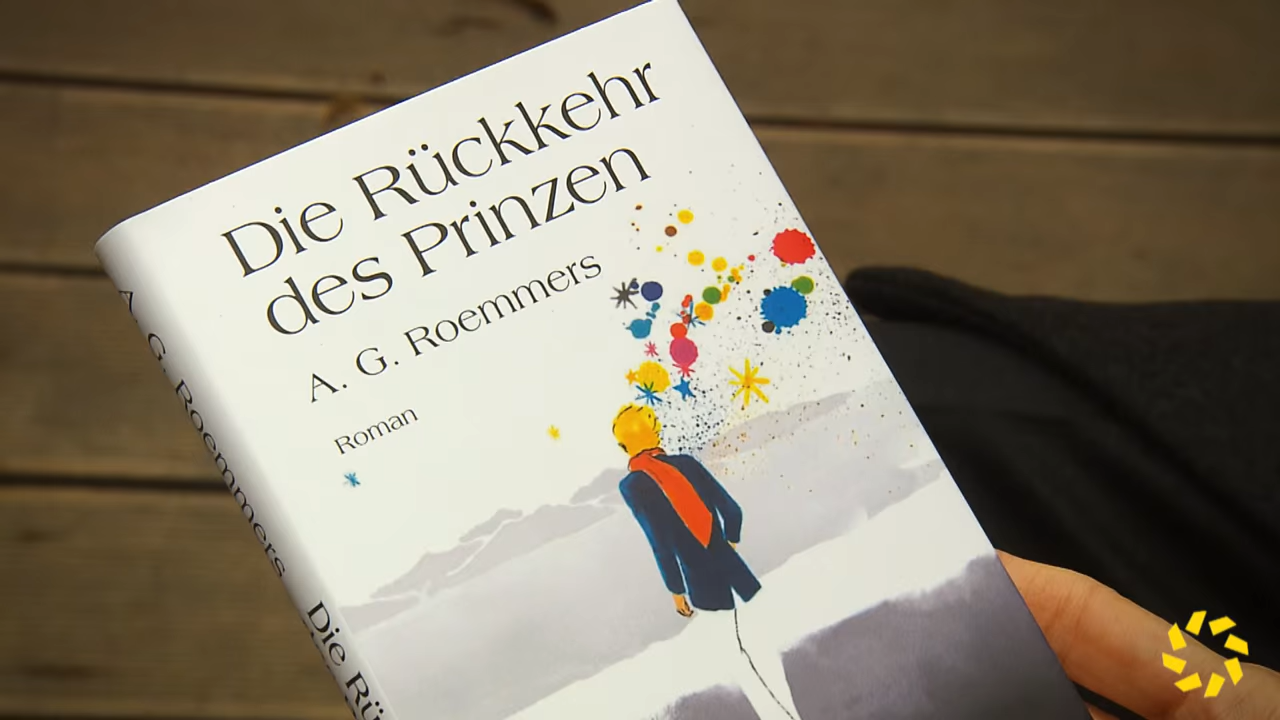 Die Rückkehr
des Prinzen
A. G. Roemmers
Roman
A. G. Roemmers Die Rü